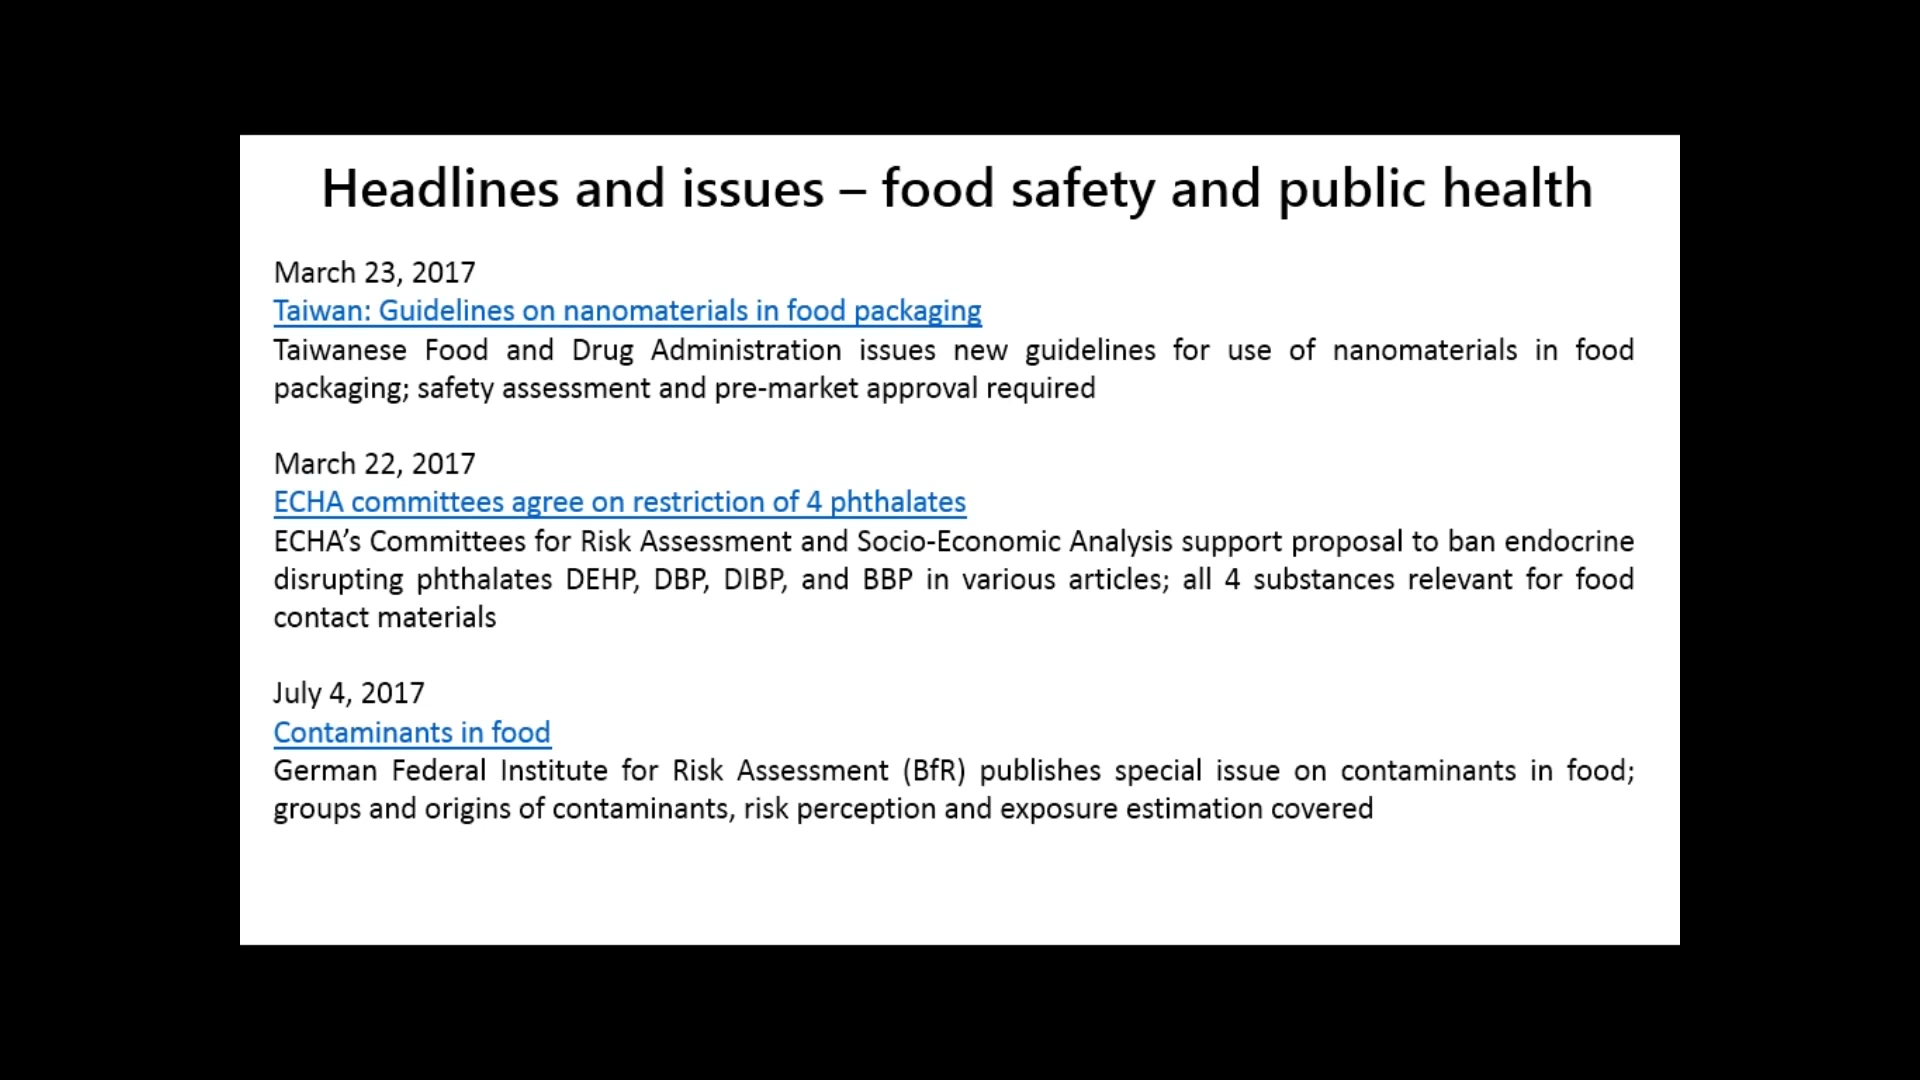 Headlines and issues – food safety and public health
March 23, 2017
Taiwan: Guidelines on nanomaterials in food packaging
Taiwanese Food and Drug Administration issues new guidelines for use of nanomaterials in food
packaging; safety assessment and pre-market approval required
March 22, 2017
ECHA committees agree on restriction of 4 phthalates
ECHA’s Committees for Risk Assessment and Socio-Economic Analysis support proposal to ban endocrine
disrupting phthalates DEHP, DBP, DIBP, and BBP in various articles; all 4 substances relevant for food
contact materials
July 4, 2017
Contaminants in food
German Federal Institute for Risk Assessment (BfR) publishes special issue on contaminants in food;
groups and origins of contaminants, risk perception and exposure estimation covered